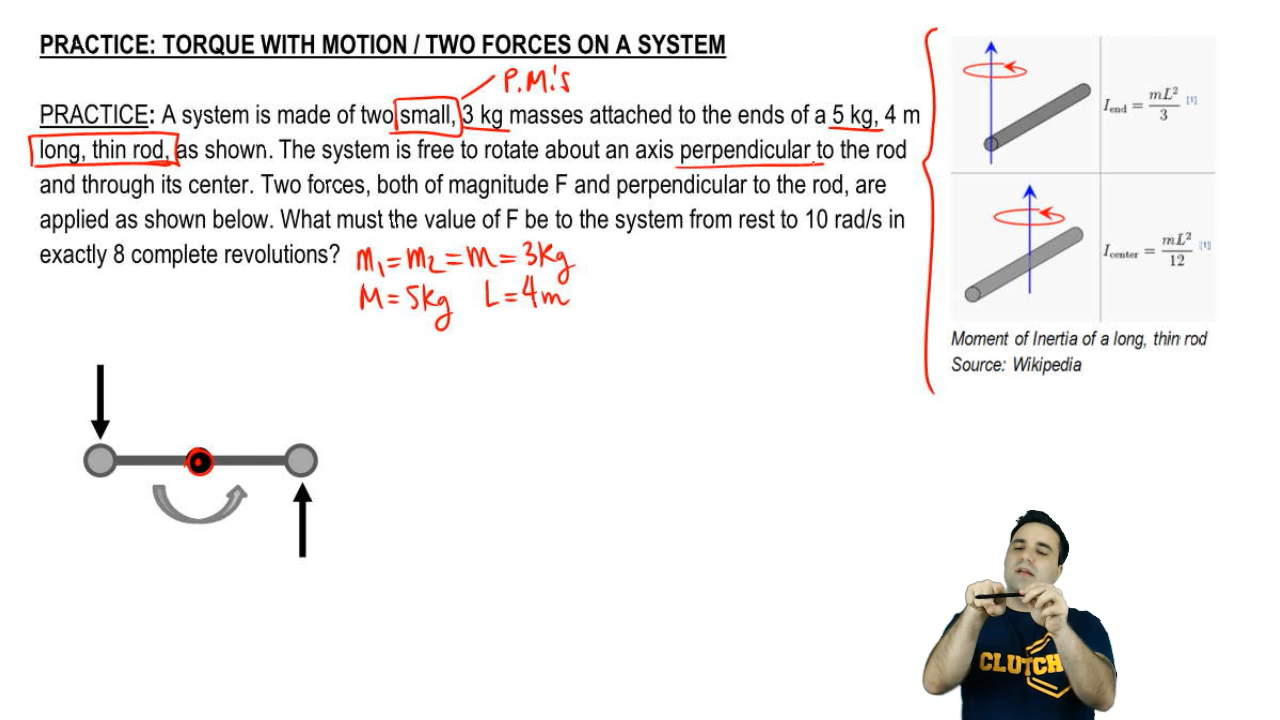 PRACTICE: TORQUE WITH MOTION / TWO FORCES ON A SYSTEM
P.M.'s
PRACTICE: A system is made of two small, 3 kg masses attached to the ends of a 5 kg, 4 m
long, thin rod, as shown. The system is free to rotate about an axis perpendicular to the rod
and through its center. Two forces, both of magnitude F and perpendicular to the rod, are
applied as shown below. What must the value of F be to the system from rest to 10 rad/s in
exactly 8 complete revolutions?
m₁ = m₂ = m = 3kg
M = 5kg L = 4m
I_end = mL²/3 [1]
I_center = mL²/12 [1]
Moment of Inertia of a long, thin rod
Source: Wikipedia
CLUTCH